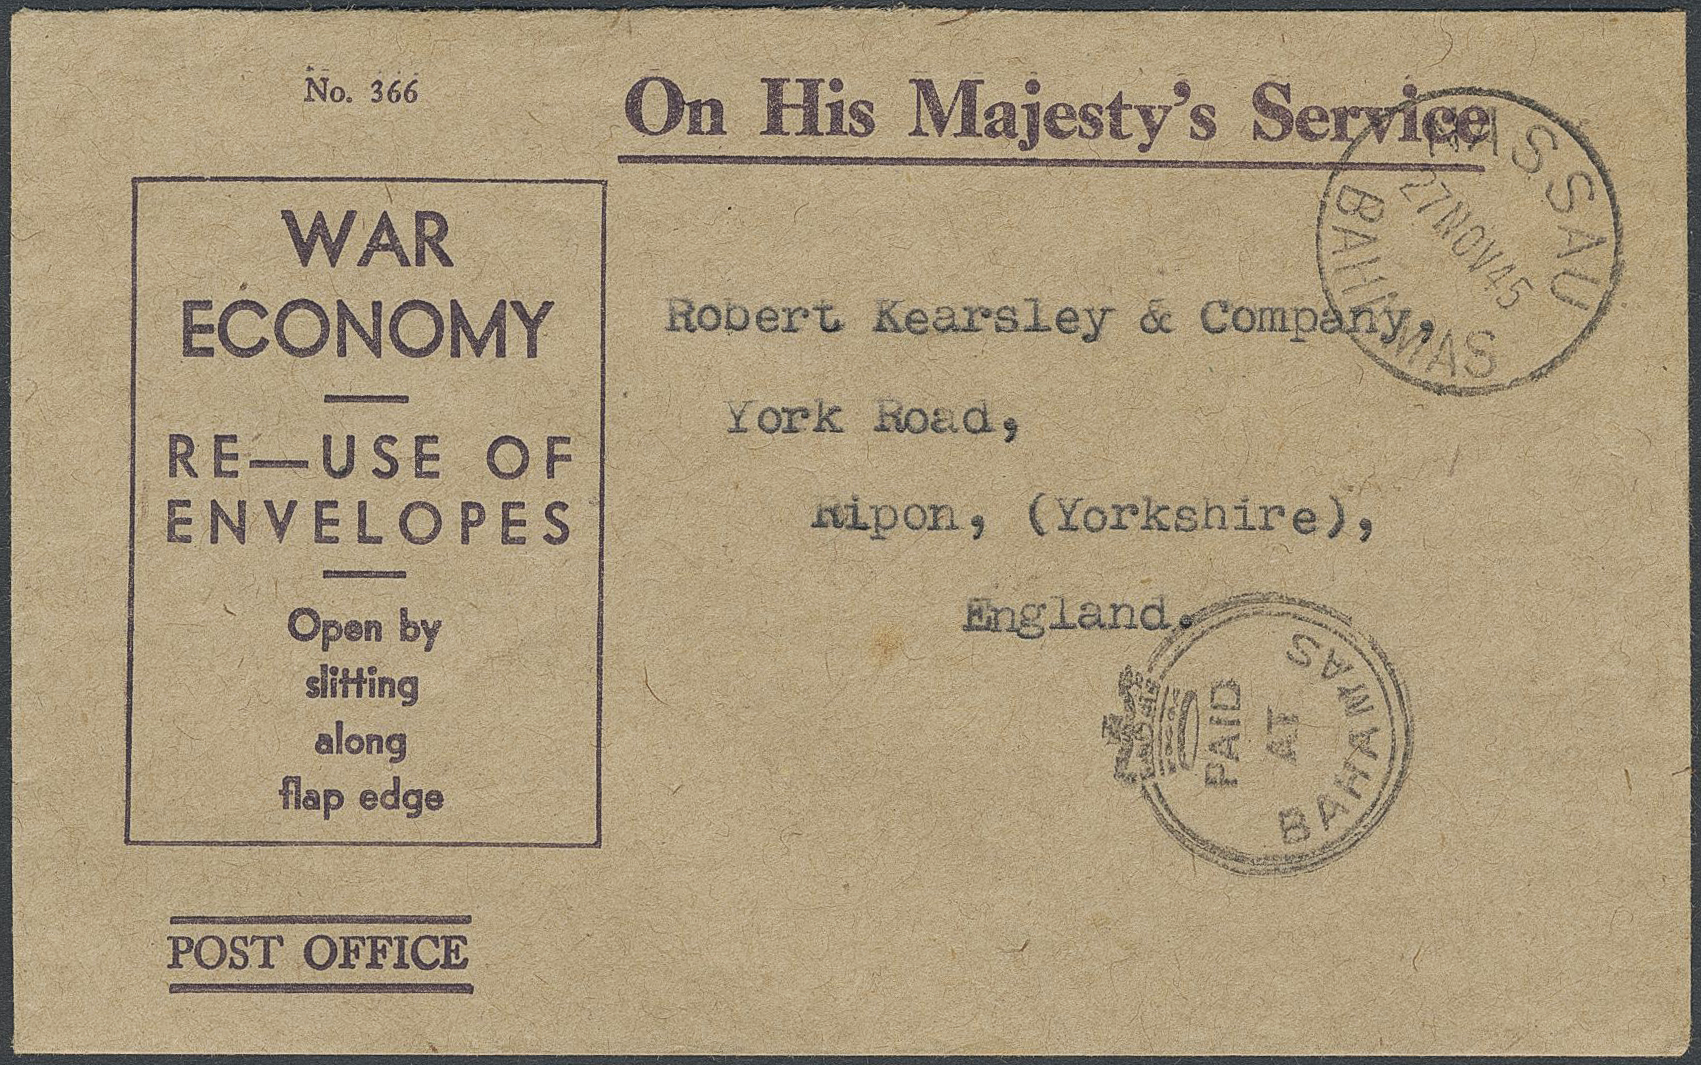 No. 366
On His Majesty's Service
NASSAU
27 NOV 45
BAHAMAS
WAR
ECONOMY
RE—USE OF
ENVELOPES
Open by
slitting
along
flap edge
POST OFFICE
Robert Kearsley & Company,
York Road,
Ripon, (Yorkshire),
England.
PAID
AT
BAHAMAS